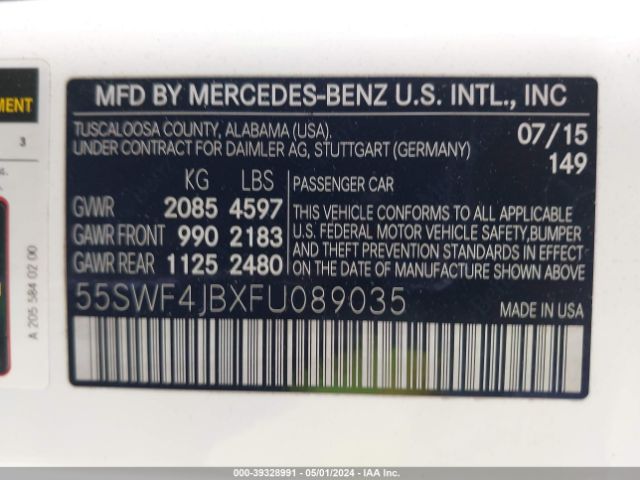 MENT
3
A 205 584 02 00
MFD BY MERCEDES-BENZ U.S. INTL., INC
TUSCALOOSA COUNTY, ALABAMA (USA).
UNDER CONTRACT FOR DAIMLER AG, STUTTGART (GERMANY)
07/15
149
KG LBS
GVWR 2085 4597
GAWR FRONT 990 2183
GAWR REAR 1125 2480
PASSENGER CAR
THIS VEHICLE CONFORMS TO ALL APPLICABLE
U.S. FEDERAL MOTOR VEHICLE SAFETY,BUMPER
AND THEFT PREVENTION STANDARDS IN EFFECT
ON THE DATE OF MANUFACTURE SHOWN ABOVE
55SWF4JBXFU089035
MADE IN USA
000-39328991 - 05/01/2024 - IAAI.COM